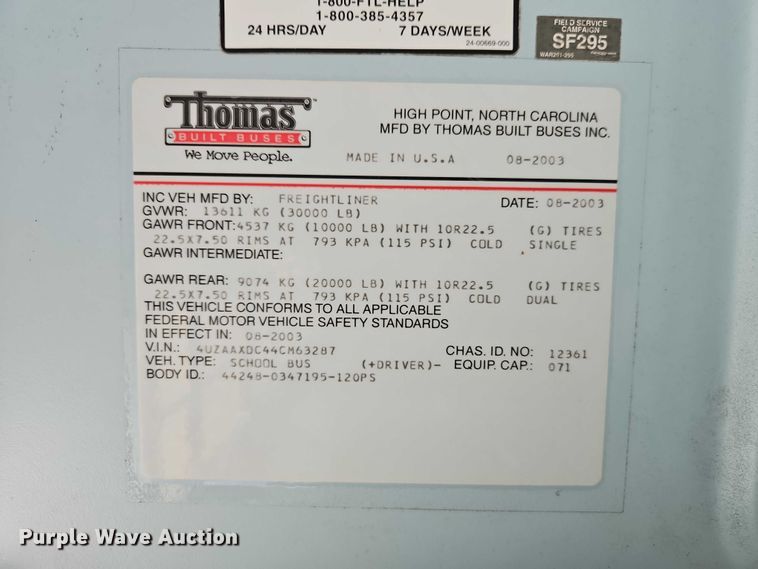 1-800-FTL-HELP
1-800-385-4357
24 HRS/DAY 7 DAYS/WEEK
24-00669-000
FIELD SERVICE
CAMPAIGN
SF295
Thomas™
BUILT BUSES
We Move People.
HIGH POINT, NORTH CAROLINA
MFD BY THOMAS BUILT BUSES INC.
MADE IN U.S.A 08-2003
INC VEH MFD BY: FREIGHTLINER DATE: 08-2003
GVWR: 13611 KG (30000 LB)
GAWR FRONT:4537 KG (10000 LB) WITH 10R22.5 (G) TIRES
22.5X7.50 RIMS AT 793 KPA (115 PSI) COLD SINGLE
GAWR INTERMEDIATE:
GAWR REAR: 9074 KG (20000 LB) WITH 10R22.5 (G) TIRES
22.5X7.50 RIMS AT 793 KPA (115 PSI) COLD DUAL
THIS VEHICLE CONFORMS TO ALL APPLICABLE
FEDERAL MOTOR VEHICLE SAFETY STANDARDS
IN EFFECT IN: 08-2003
V.I.N.: 4UZAAXDC44CM63287 CHAS. ID. NO: 12361
VEH. TYPE: SCHOOL BUS (+DRIVER)- EQUIP. CAP.: 071
BODY ID.: 44248-0347195-120PS
Purple Wave Auction